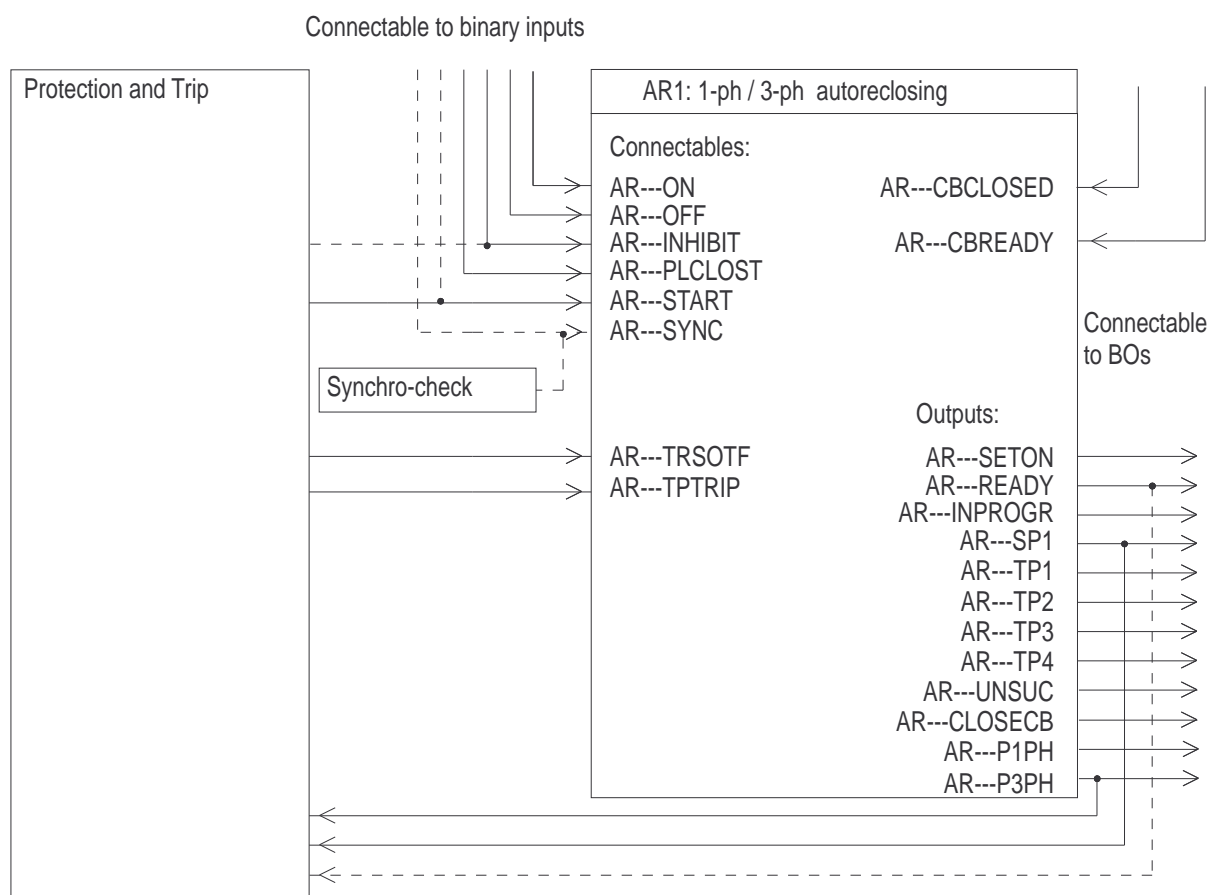 Connectable to binary inputs
Protection and Trip
AR1: 1-ph / 3-ph autoreclosing
Connectables:
AR---ON
AR---CBCLOSED
AR---OFF
AR---INHIBIT
AR---CBREADY
AR---PLCLOST
AR---START
AR---SYNC
Connectable
to BOs
Synchro-check
Outputs:
AR---TRSOTF
AR---SETON
AR---TPTRIP
AR---READY
AR---INPROGR
AR---SP1
AR---TP1
AR---TP2
AR---TP3
AR---TP4
AR---UNSUC
AR---CLOSECB
AR---P1PH
AR---P3PH